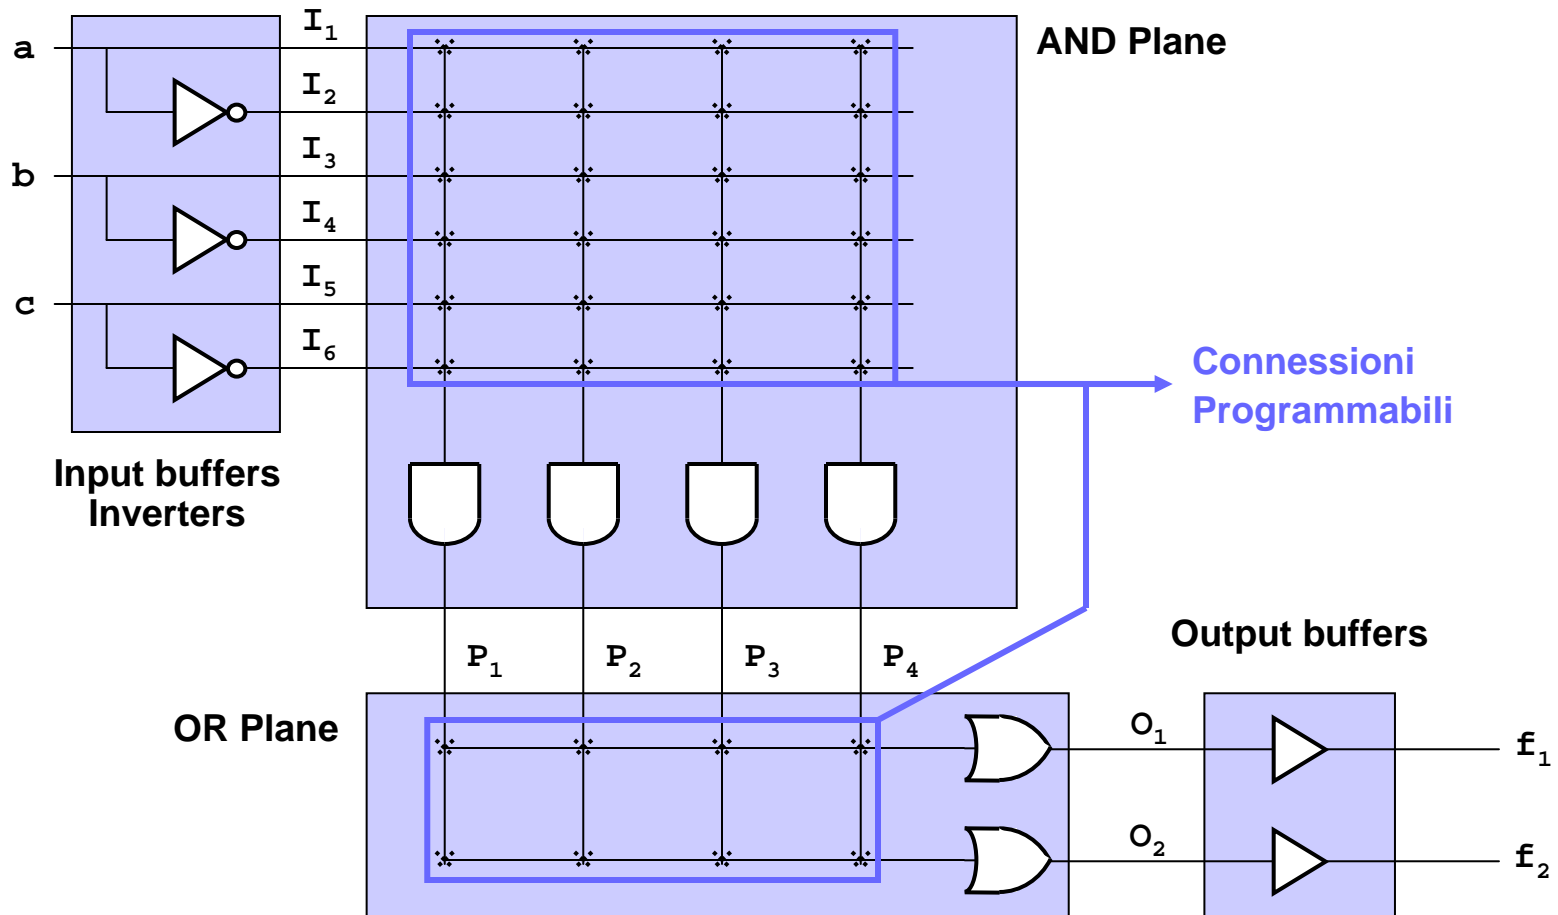 I₁
a
AND Plane
I₂
I₃
b
I₄
I₅
c
I₆
Connessioni
Programmabili
Input buffers
Inverters
Output buffers
P₁ P₂ P₃ P₄
OR Plane
O₁
f₁
O₂
f₂